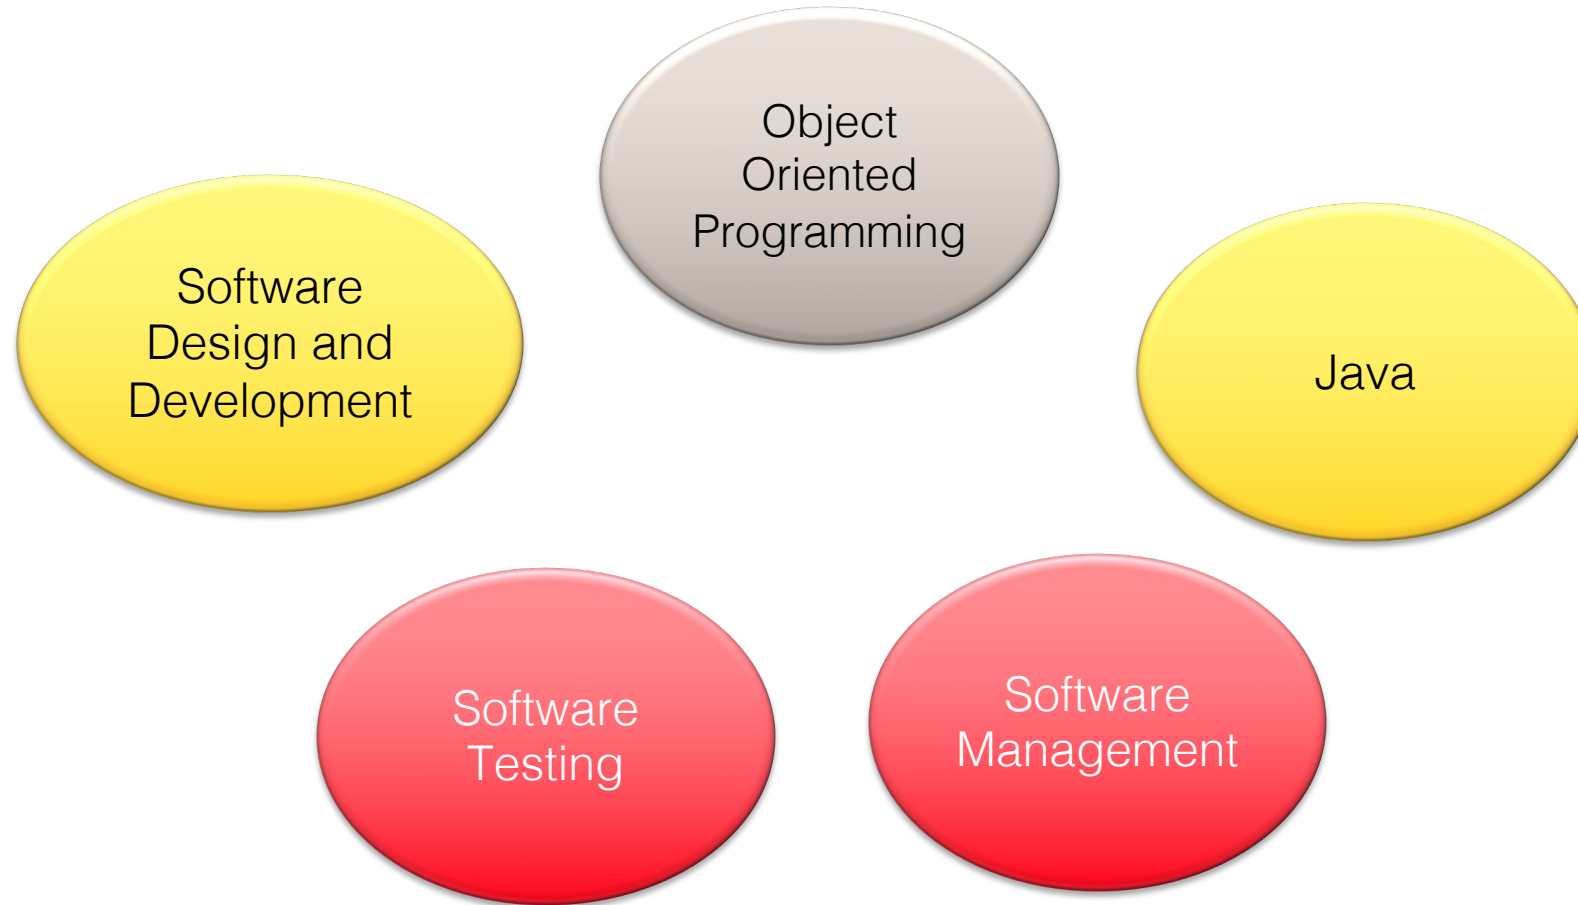 Object
Oriented
Programming
Software
Design and
Development
Java
Software
Testing
Software
Management